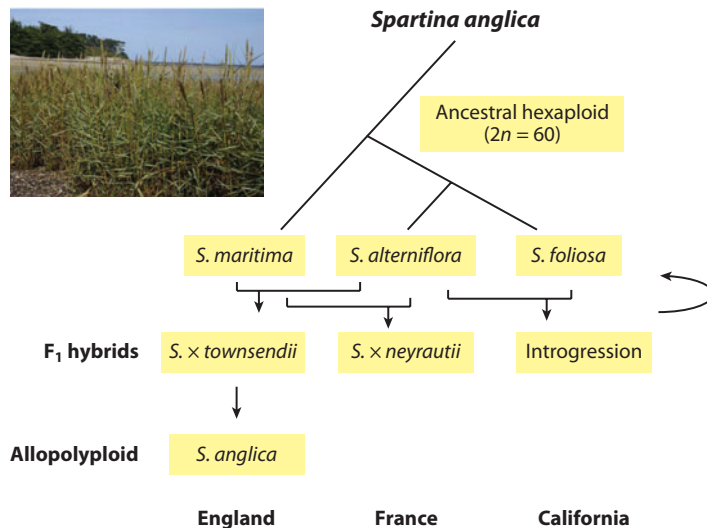 Spartina anglica
Ancestral hexaploid
(2n = 60)
S. maritima
S. alterniflora
S. foliosa
F₁ hybrids
S. × townsendii
S. × neyrautii
Introgression
Allopolyploid
S. anglica
England
France
California